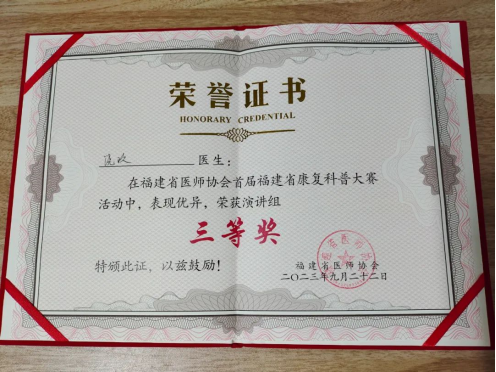 荣誉证书
HONORARY CREDENTIAL
医生：
在福建省医师协会首届福建省康复科普大赛
活动中，表现优异，荣获演讲组
三等奖
特颁此证，以兹鼓励！
福建省医师协会
二〇二三年九月二十二日